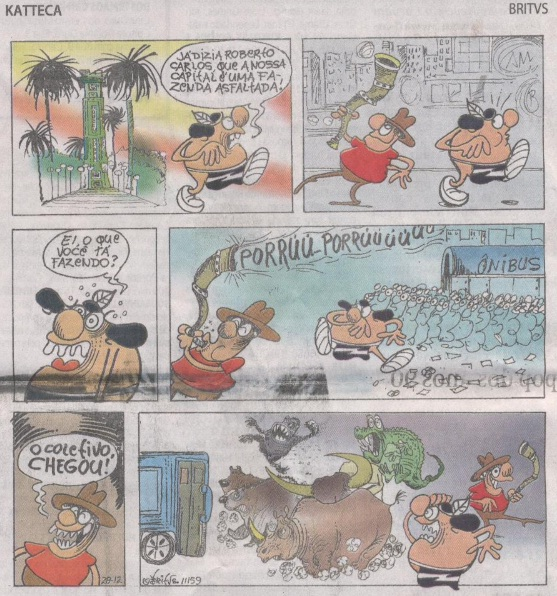 KATTECA
BRITVS
JÁ DIZIA ROBERTO
CARLOS QUE A NOSSA
CAPITAL É UMA FA-
ZENDA ASFALTADA!
EI, O QUE
VOCÊ TÁ
FAZENDO?
PORRÚÚ-PORRÚÚÚÚÚÚ
ÔNIBUS
O COLETIVO
CHEGOU!
28-12
11159